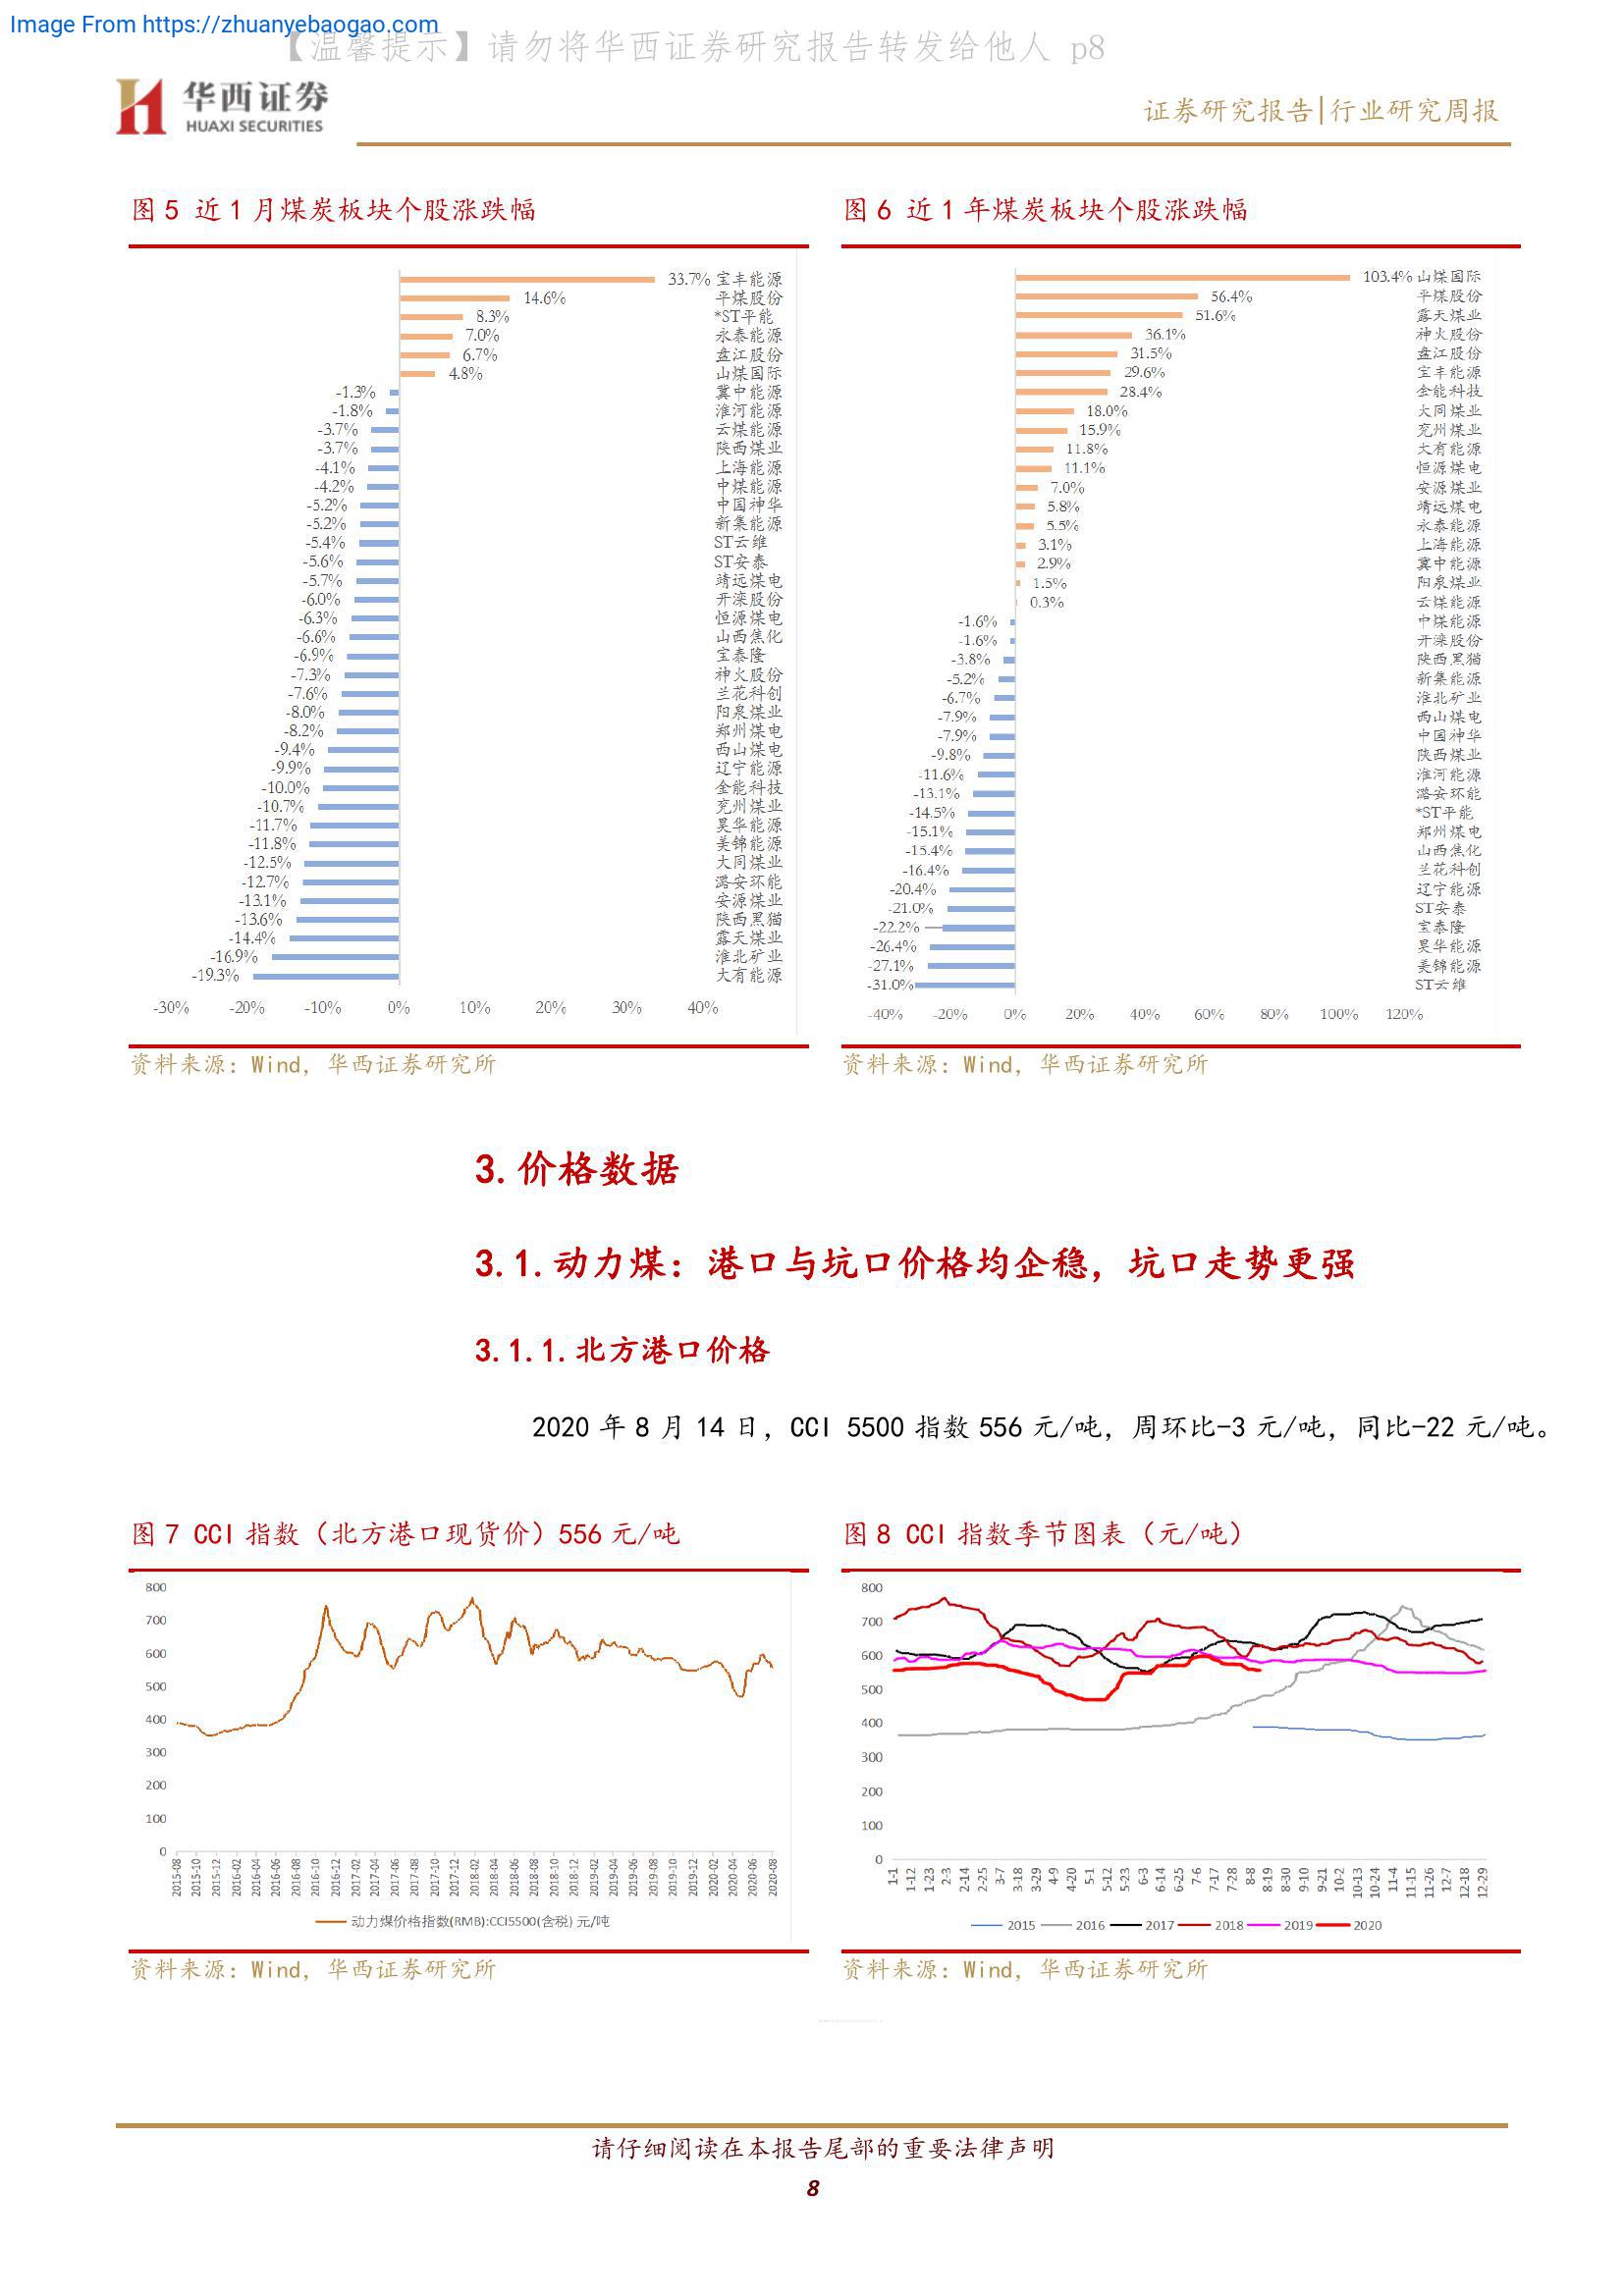 Image From https://zhuanyebaogao.com
【温馨提示】请勿将华西证券研究报告转发给他人 p8
华西证券
HUAXI SECURITIES
证券研究报告|行业研究周报
图 5 近 1 月煤炭板块个股涨跌幅
33.7% 宝丰能源
14.6% 平煤股份
8.3% *ST平能
7.0% 永泰能源
6.7% 盘江股份
4.8% 山煤国际
-1.3% 冀中能源
-1.8% 淮河能源
-3.7% 云煤能源
-3.7% 陕西煤业
-4.1% 上海能源
-4.2% 中煤能源
-5.2% 中国神华
-5.2% 新集能源
-5.4% ST云维
-5.6% ST安泰
-5.7% 靖远煤电
-6.0% 开滦股份
-6.3% 恒源煤电
-6.6% 山西焦化
-6.9% 宝泰隆
-7.3% 神火股份
-7.6% 兰花科创
-8.0% 阳泉煤业
-8.2% 郑州煤电
-9.4% 西山煤电
-9.9% 辽宁能源
-10.0% 金能科技
-10.7% 兖州煤业
-11.7% 昊华能源
-11.8% 美锦能源
-12.5% 大同煤业
-12.7% 潞安环能
-13.1% 安源煤业
-13.6% 陕西黑猫
-14.4% 露天煤业
-16.9% 淮北矿业
-19.3% 大有能源
-30% -20% -10% 0% 10% 20% 30% 40%
资料来源：Wind，华西证券研究所
图 6 近 1 年煤炭板块个股涨跌幅
103.4% 山煤国际
56.4% 平煤股份
51.6% 露天煤业
36.1% 神火股份
31.5% 盘江股份
29.6% 宝丰能源
28.4% 金能科技
18.0% 大同煤业
15.9% 兖州煤业
11.8% 大有能源
11.1% 恒源煤电
7.0% 安源煤业
5.8% 靖远煤电
5.5% 永泰能源
3.1% 上海能源
2.9% 冀中能源
1.5% 阳泉煤业
0.3% 云煤能源
-1.6% 中煤能源
-1.6% 开滦股份
-3.8% 陕西黑猫
-5.2% 新集能源
-6.7% 淮北矿业
-7.9% 西山煤电
-7.9% 中国神华
-9.8% 陕西煤业
-11.6% 淮河能源
-13.1% 潞安环能
-14.5% *ST平能
-15.1% 郑州煤电
-15.4% 山西焦化
-16.4% 兰花科创
-20.4% 辽宁能源
-21.0% ST安泰
-22.2% 宝泰隆
-26.4% 昊华能源
-27.1% 美锦能源
-31.0% ST云维
-40% -20% 0% 20% 40% 60% 80% 100% 120%
资料来源：Wind，华西证券研究所
3.价格数据
3.1.动力煤：港口与坑口价格均企稳，坑口走势更强
3.1.1.北方港口价格
2020 年 8 月 14 日，CCI 5500 指数 556 元/吨，周环比-3 元/吨，同比-22 元/吨。
图 7 CCI 指数（北方港口现货价）556 元/吨
800
700
600
500
400
300
200
100
0
2015-08 2015-10 2015-12 2016-02 2016-04 2016-06 2016-08 2016-10 2016-12 2017-02 2017-04 2017-06 2017-08 2017-10 2017-12 2018-02 2018-04 2018-06 2018-08 2018-10 2018-12 2019-02 2019-04 2019-06 2019-08 2019-10 2019-12 2020-02 2020-04 2020-06 2020-08
动力煤价格指数(RMB):CCI5500(含税) 元/吨
资料来源：Wind，华西证券研究所
图 8 CCI 指数季节图表（元/吨）
800
700
600
500
400
300
200
100
0
1-1 1-12 1-23 2-3 2-14 2-25 3-7 3-18 3-29 4-9 4-20 5-1 5-12 5-23 6-3 6-14 6-25 7-6 7-17 7-28 8-8 8-19 8-30 9-10 9-21 10-2 10-13 10-24 11-4 11-15 11-26 12-7 12-18 12-29
2015 2016 2017 2018 2019 2020
资料来源：Wind，华西证券研究所
请仔细阅读在本报告尾部的重要法律声明
8